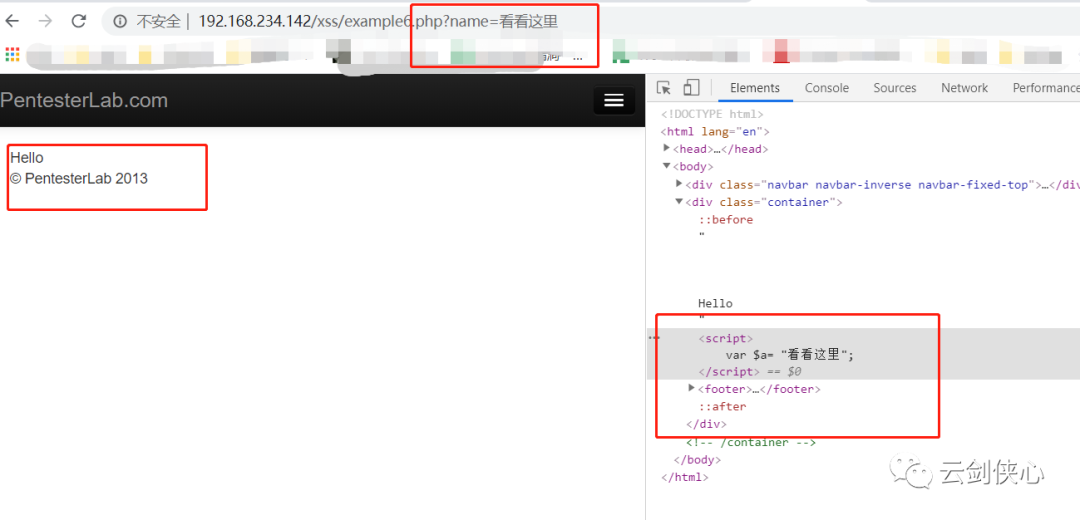 不安全 | 192.168.234.142/xss/example6.php?name=看看这里
PentesterLab.com
Hello
© PentesterLab 2013
Elements Console Sources Network Performance
<!DOCTYPE html>
<html lang="en">
<head>…</head>
<body>
<div class="navbar navbar-inverse navbar-fixed-top">…</div
<div class="container">
::before
"
Hello
"
<script>
var $a= "看看这里";
</script> == $0
<footer>…</footer>
::after
</div>
<!-- /container -->
</body>
</html>
云剑侠心